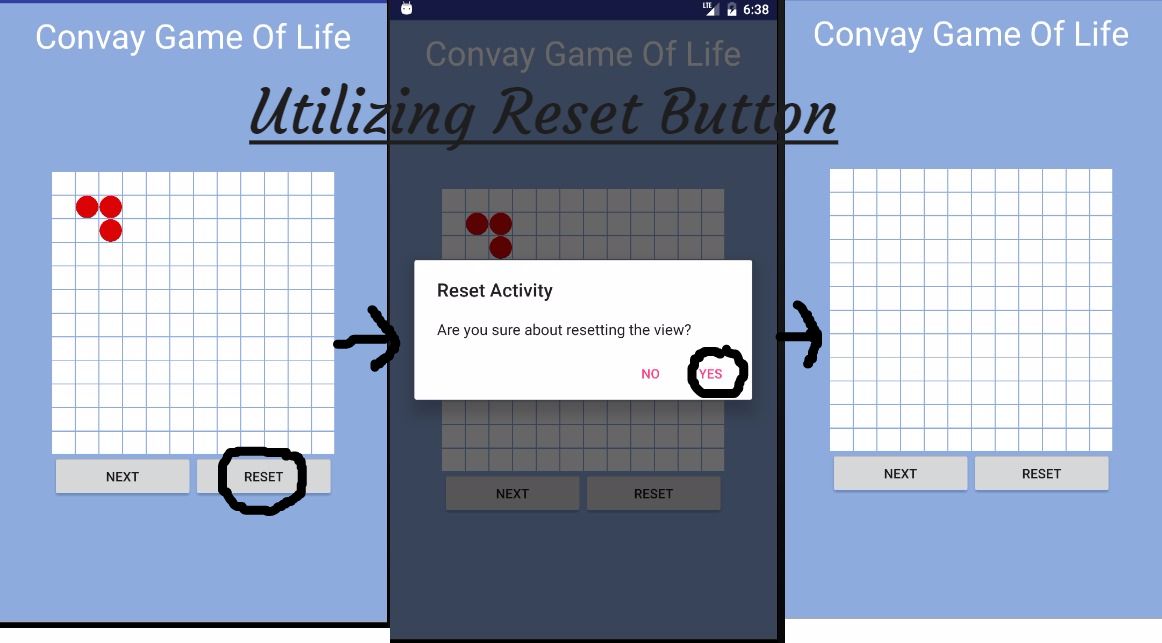 Convay Game Of Life
LTE 6:38
Convay Game Of Life
Convay Game Of Life
Utilizing Reset Button
Reset Activity
Are you sure about resetting the view?
NO YES
NEXT RESET
NEXT RESET
NEXT RESET